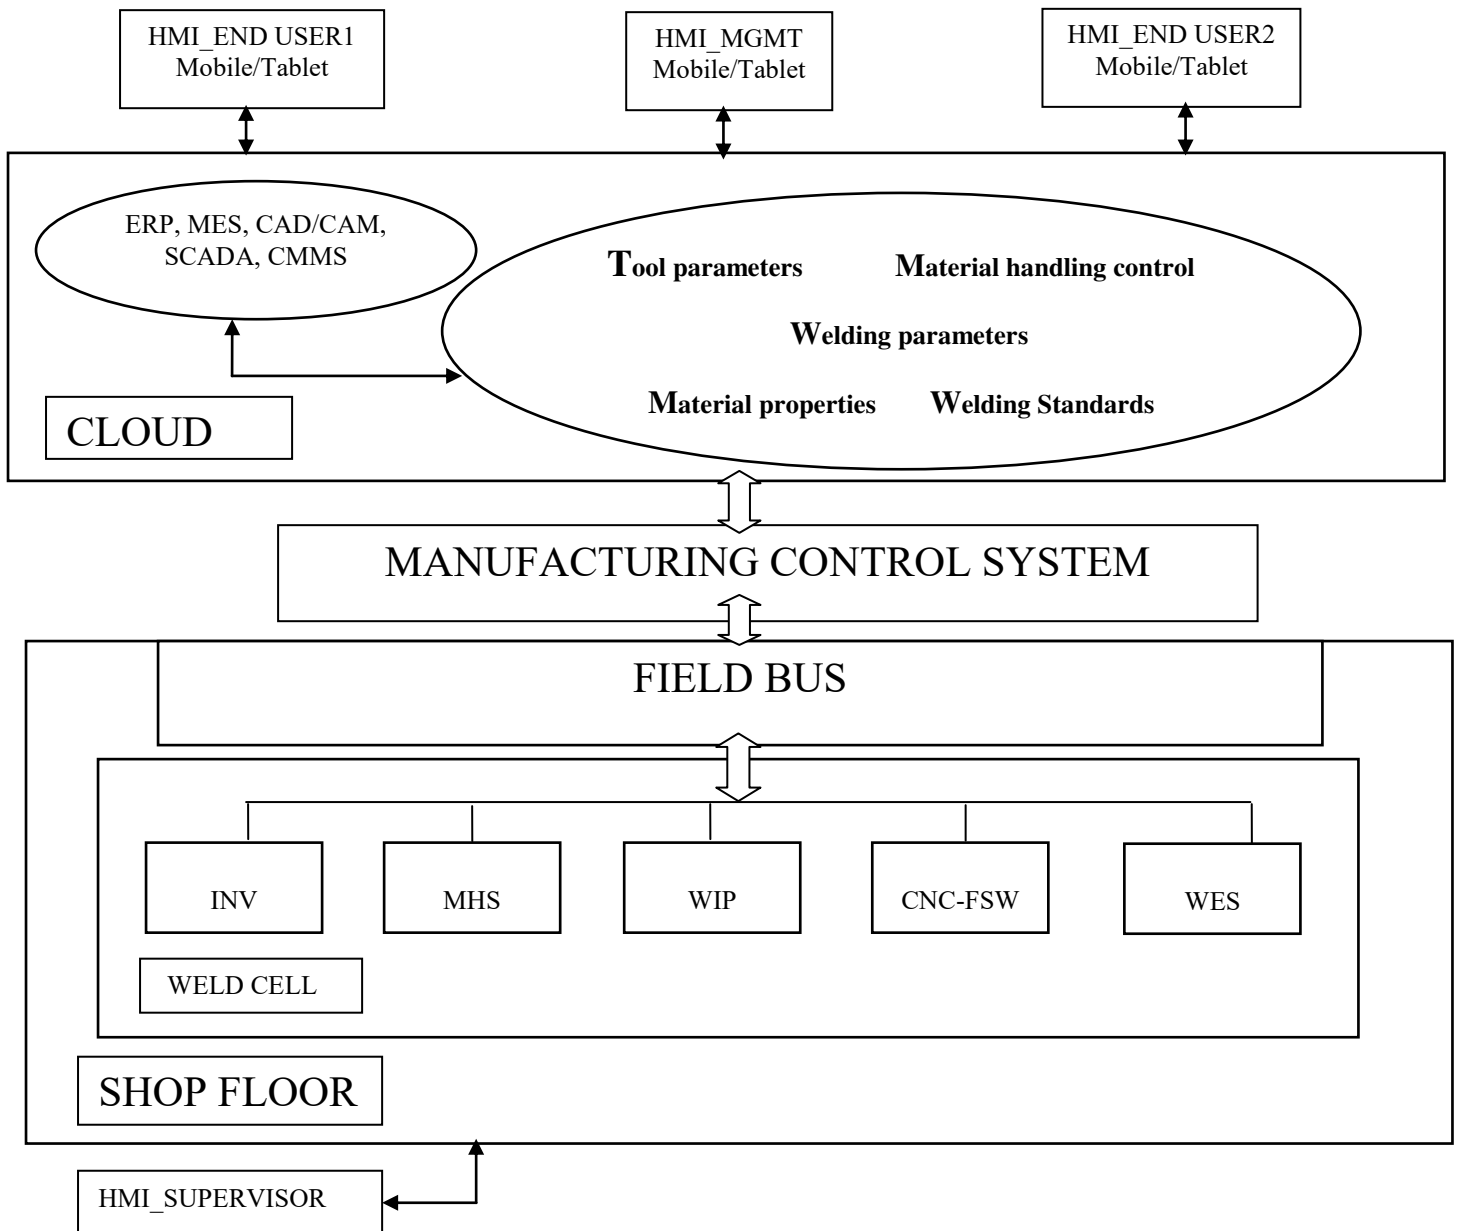 HMI_END USER1
Mobile/Tablet
HMI_MGMT
Mobile/Tablet
HMI_END USER2
Mobile/Tablet
ERP, MES, CAD/CAM,
SCADA, CMMS
Tool parameters
Material handling control
Welding parameters
Material properties
Welding Standards
CLOUD
MANUFACTURING CONTROL SYSTEM
FIELD BUS
INV
MHS
WIP
CNC-FSW
WES
WELD CELL
SHOP FLOOR
HMI_SUPERVISOR